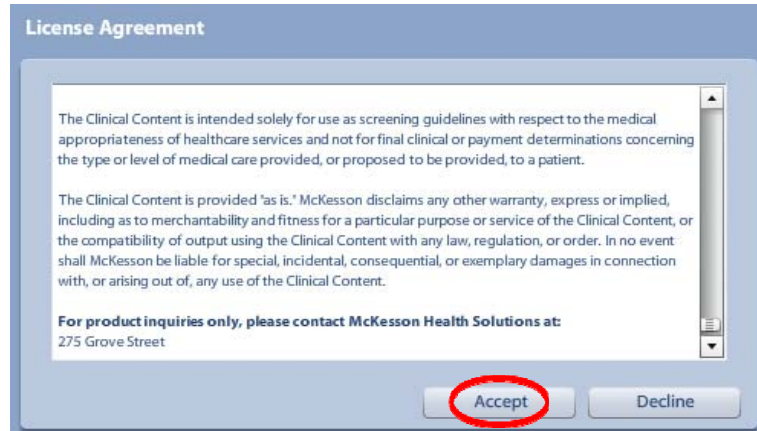 License Agreement
The Clinical Content is intended solely for use as screening guidelines with respect to the medical
appropriateness of healthcare services and not for final clinical or payment determinations concerning
the type or level of medical care provided, or proposed to be provided, to a patient.
The Clinical Content is provided "as is." McKesson disclaims any other warranty, express or implied,
including as to merchantability and fitness for a particular purpose or service of the Clinical Content, or
the compatibility of output using the Clinical Content with any law, regulation, or order. In no event
shall McKesson be liable for special, incidental, consequential, or exemplary damages in connection
with, or arising out of, any use of the Clinical Content.
For product inquiries only, please contact McKesson Health Solutions at:
275 Grove Street
Accept
Decline